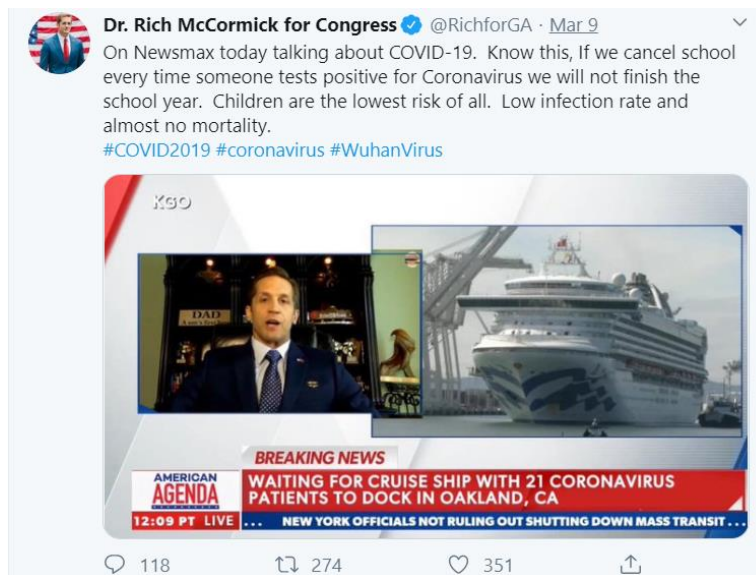 Dr. Rich McCormick for Congress @RichforGA · Mar 9
On Newsmax today talking about COVID-19. Know this, If we cancel school
every time someone tests positive for Coronavirus we will not finish the
school year. Children are the lowest risk of all. Low infection rate and
almost no mortality.
#COVID2019 #coronavirus #WuhanVirus
KGO
DAD
BREAKING NEWS
AMERICAN
AGENDA
WAITING FOR CRUISE SHIP WITH 21 CORONAVIRUS
PATIENTS TO DOCK IN OAKLAND, CA
12:09 PT LIVE ... NEW YORK OFFICIALS NOT RULING OUT SHUTTING DOWN MASS TRANSIT...
118 274 351